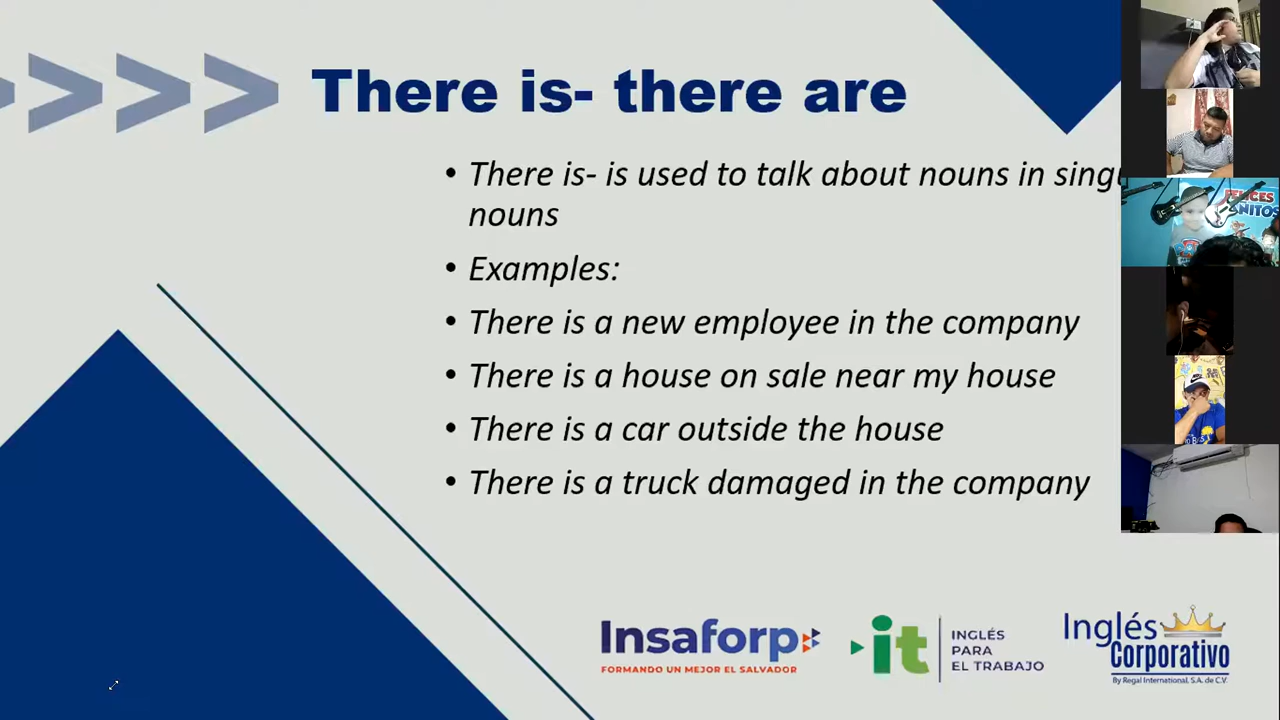 There is- there are
• There is- is used to talk about nouns in
nouns
• Examples:
• There is a new employee in the company
• There is a house on sale near my house
• There is a car outside the house
• There is a truck damaged in the company
FELICES
Insaforp
FORMANDO UN MEJOR EL SALVADOR
it
INGLÉS
PARA
EL TRABAJO
Inglés
Corporativo
By Regal International, S.A. de C.V.